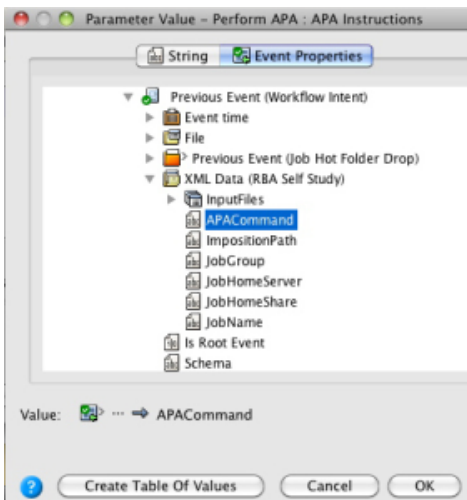 Parameter Value – Perform APA : APA Instructions
String
Event Properties
Previous Event (Workflow Intent)
Event time
File
Previous Event (Job Hot Folder Drop)
XML Data (RBA Self Study)
InputFiles
APACommand
ImpositionPath
JobGroup
JobHomeServer
JobHomeShare
JobName
Is Root Event
Schema
Value: ··· APACommand
? Create Table Of Values Cancel OK